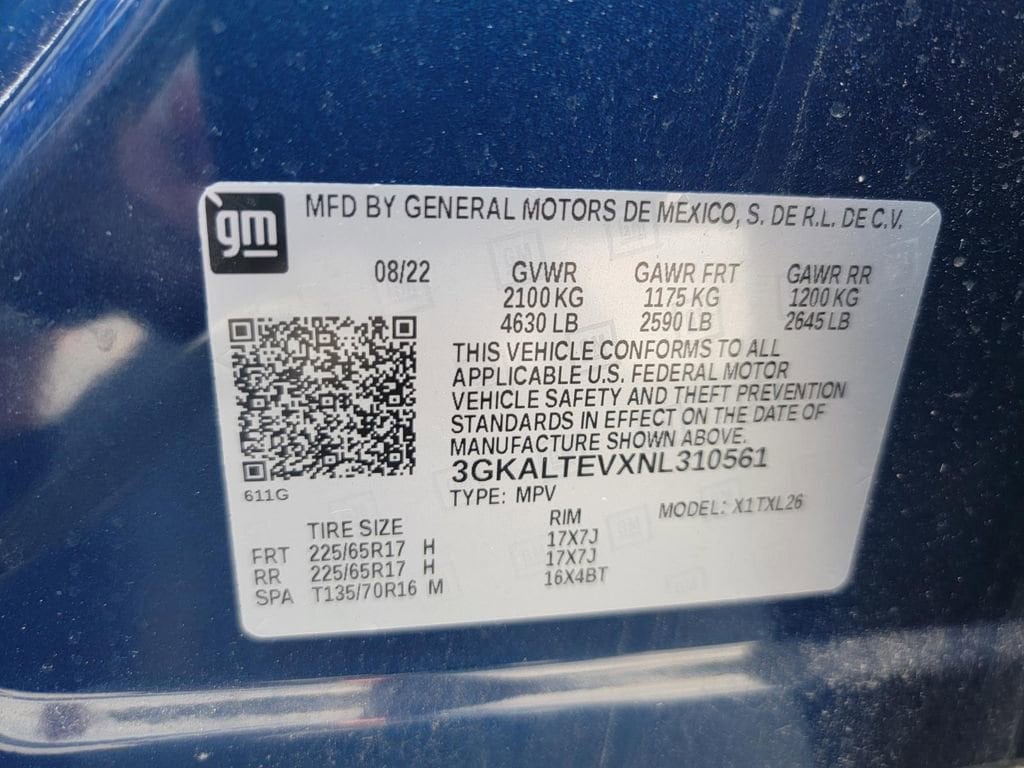 gm
MFD BY GENERAL MOTORS DE MEXICO, S. DE R.L. DE C.V.
08/22 GVWR GAWR FRT GAWR RR
2100 KG 1175 KG 1200 KG
4630 LB 2590 LB 2645 LB
THIS VEHICLE CONFORMS TO ALL
APPLICABLE U.S. FEDERAL MOTOR
VEHICLE SAFETY AND THEFT PREVENTION
STANDARDS IN EFFECT ON THE DATE OF
MANUFACTURE SHOWN ABOVE.
3GKALTEVXNL310561
611G
TYPE: MPV MODEL: X1TXL26
TIRE SIZE RIM
FRT 225/65R17 H 17X7J
RR 225/65R17 H 17X7J
SPA T135/70R16 M 16X4BT